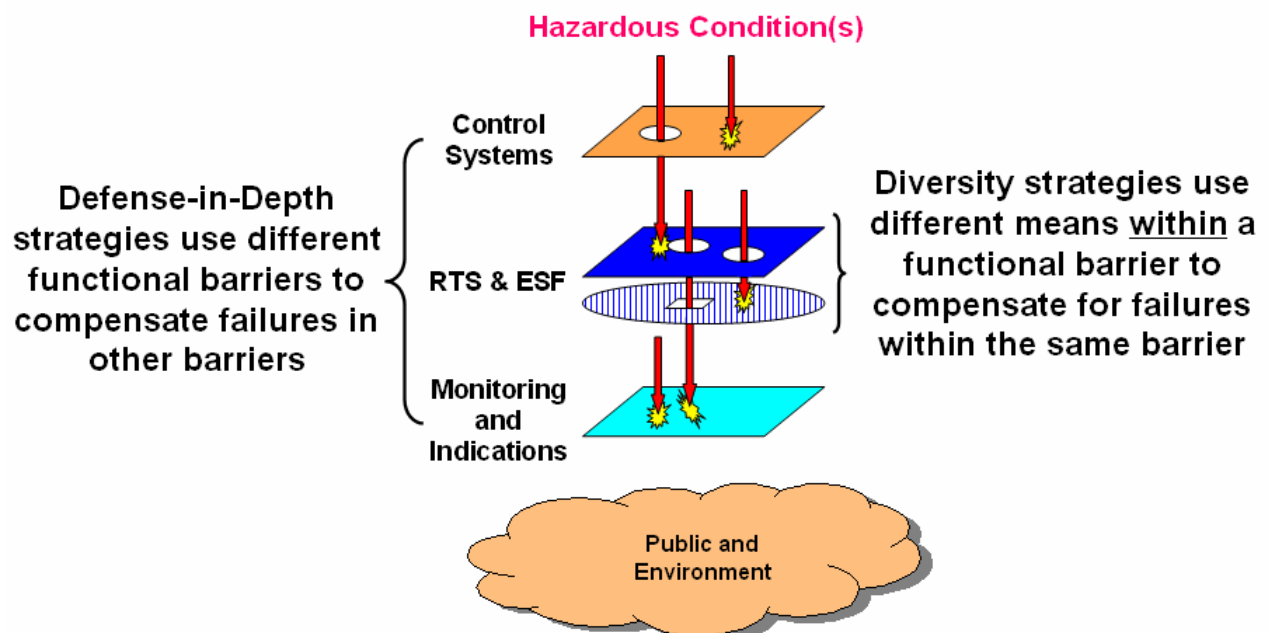 Hazardous Condition(s)
Control
Systems
Defense-in-Depth
strategies use different
functional barriers to
compensate failures in
other barriers
RTS & ESF
Diversity strategies use
different means within a
functional barrier to
compensate for failures
within the same barrier
Monitoring
and
Indications
Public and
Environment